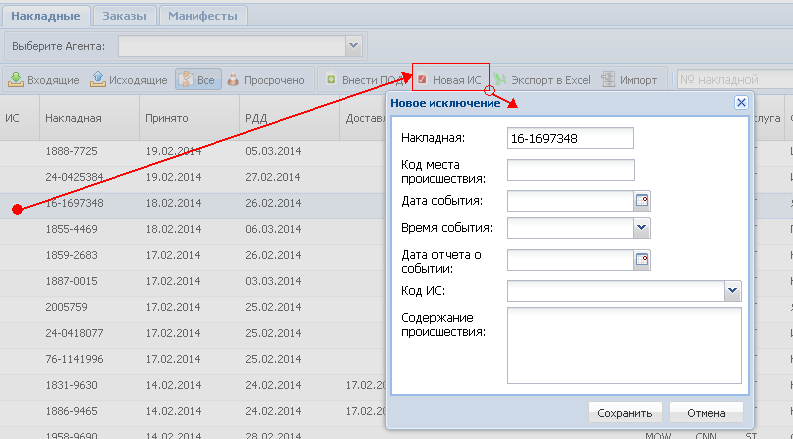 Накладные Заказы Манифесты
Выберите Агента:
Входящие Исходящие Все Просрочено Внести ПОД Новая ИС Экспорт в Excel Импорт № накладной
ИС Накладная Принято РДД
1888-7725 19.02.2014 05.03.2014
24-0425384 19.02.2014 27.02.2014
16-1697348 18.02.2014 26.02.2014
1855-4469 18.02.2014 06.03.2014
1859-2683 17.02.2014 26.02.2014
1887-0015 17.02.2014 03.03.2014
2005759 17.02.2014 25.02.2014
24-0418077 17.02.2014 25.02.2014
76-1141996 17.02.2014 25.02.2014
1831-9630 14.02.2014 24.02.2014 17.02.20
1886-9465 14.02.2014 24.02.2014 17.02.20
1958-9690 14.02.2014 28.02.2014 MOW CNN ST
Новое исключение
Накладная: 16-1697348
Код места
происшествия:
Дата события:
Время события:
Дата отчета о
событии:
Код ИС:
Содержание
происшествия:
Сохранить Отмена